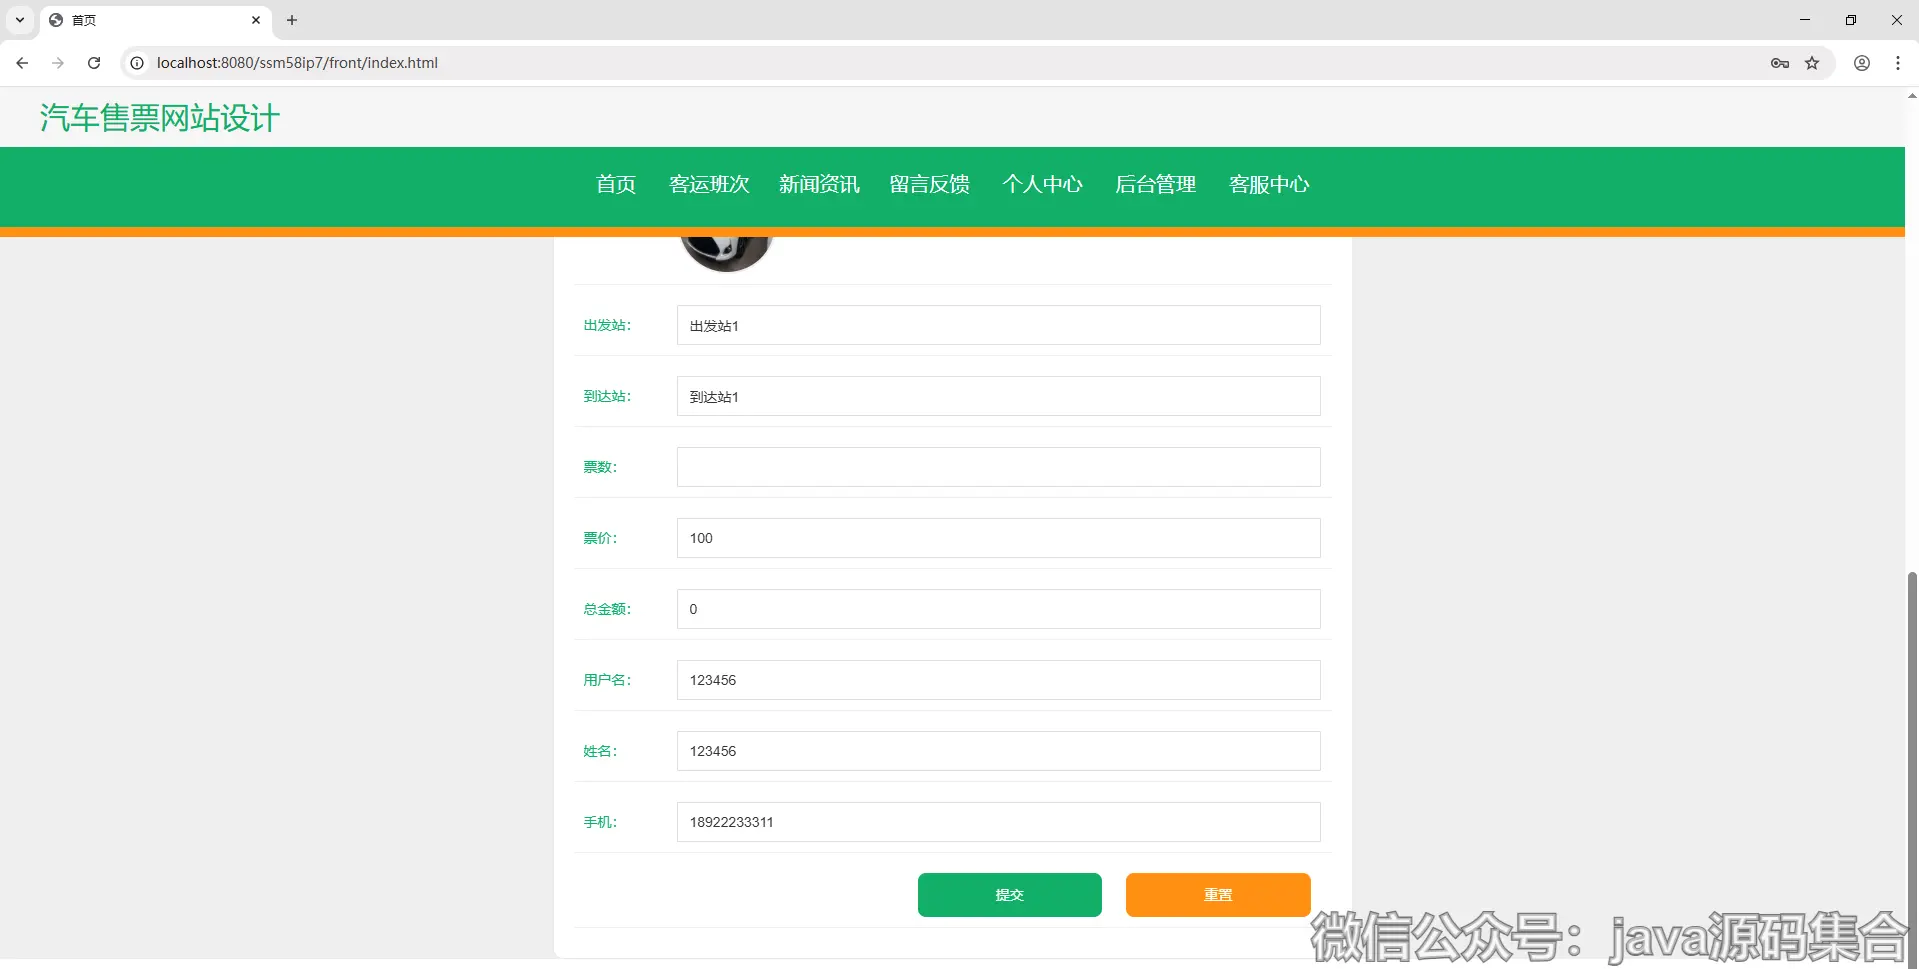 首页
localhost:8080/ssm58ip7/front/index.html
汽车售票网站设计
首页 客运班次 新闻资讯 留言反馈 个人中心 后台管理 客服中心
出发站： 出发站1
到达站： 到达站1
票数：
票价： 100
总金额： 0
用户名： 123456
姓名： 123456
手机： 18922233311
提交 重置
微信公众号：java源码集合